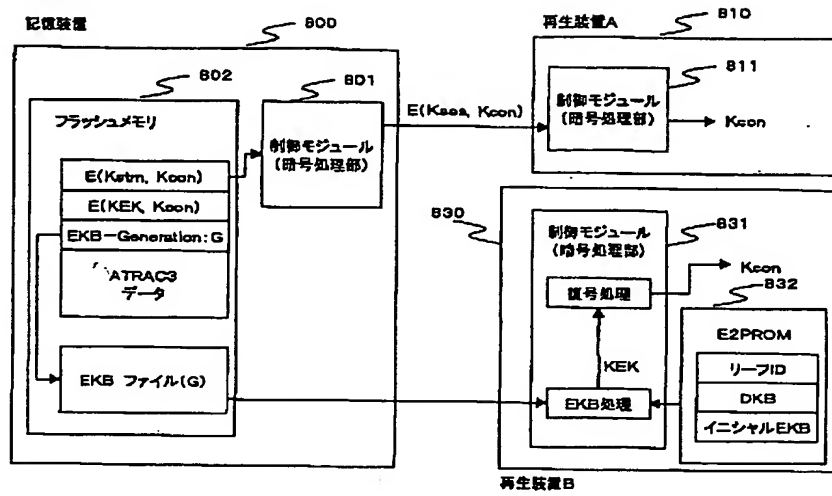 記憶装置
800
802
801
フラッシュメモリ
制御モジュール
(暗号処理部)
E(Kstm, Kcon)
E(KEK, Kcon)
EKB-Generation:G
ATRAC3
データ
EKB ファイル(G)
E(Kses, Kcon)
再生装置A
810
811
制御モジュール
(暗号処理部)
Kcon
830
831
制御モジュール
(暗号処理部)
Kcon
832
復号処理
KEK
EKB処理
E2PROM
リーフID
DKB
イニシャルEKB
再生装置B